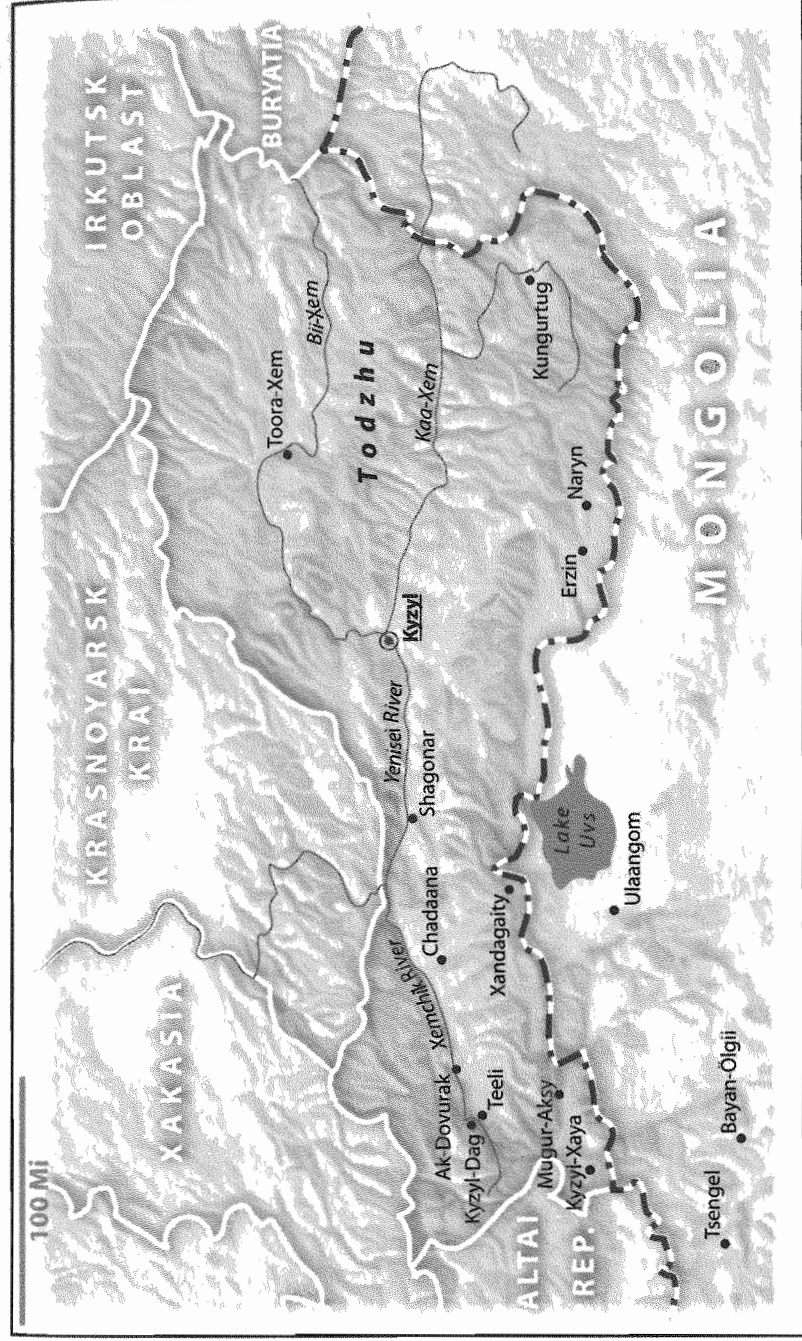 100 Mi
XAKASIA
KRASNOYARSK
KRAI
IRKUTSK
OBLAST
BURYATIA
Toora-Xem
Bii-Xem
Todzhu
Kaa-Xem
Kyzyl
Yenisei River
Shagonar
Chadaana
Xemchik River
Ak-Dovurak
Kyzyl-Dag
Teeli
Xandagaity
Mugur-Aksy
Kyzyl-Xaya
ALTAI
REP.
Lake
Uvs
Ulaangom
Erzin
Naryn
Kungurtug
MONGOLIA
Tsengel
Bayan-Olgii